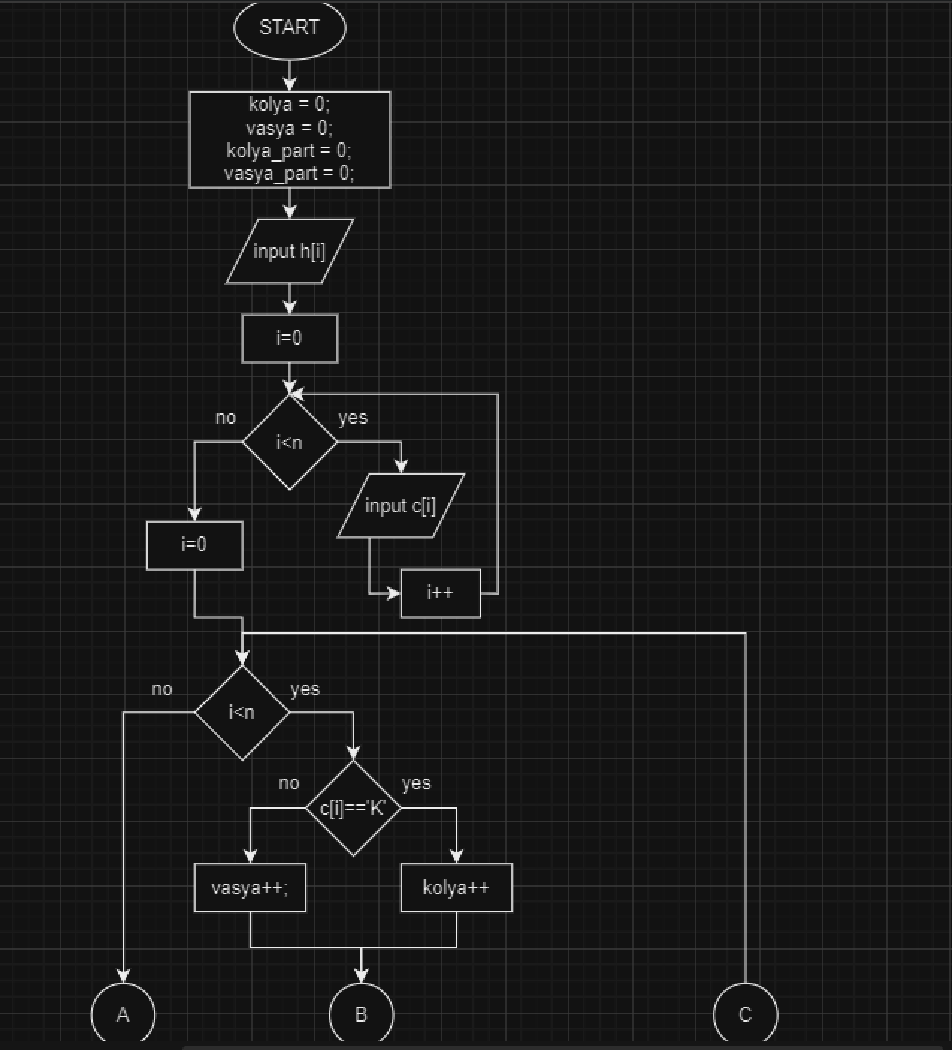 START
kolya = 0;
vasya = 0;
kolya_part = 0;
vasya_part = 0;
input h[i]
i=0
no
yes
i<n
input c[i]
i=0
i++
no
yes
i<n
no
yes
c[i]=='K'
vasya++;
kolya++
A
B
C